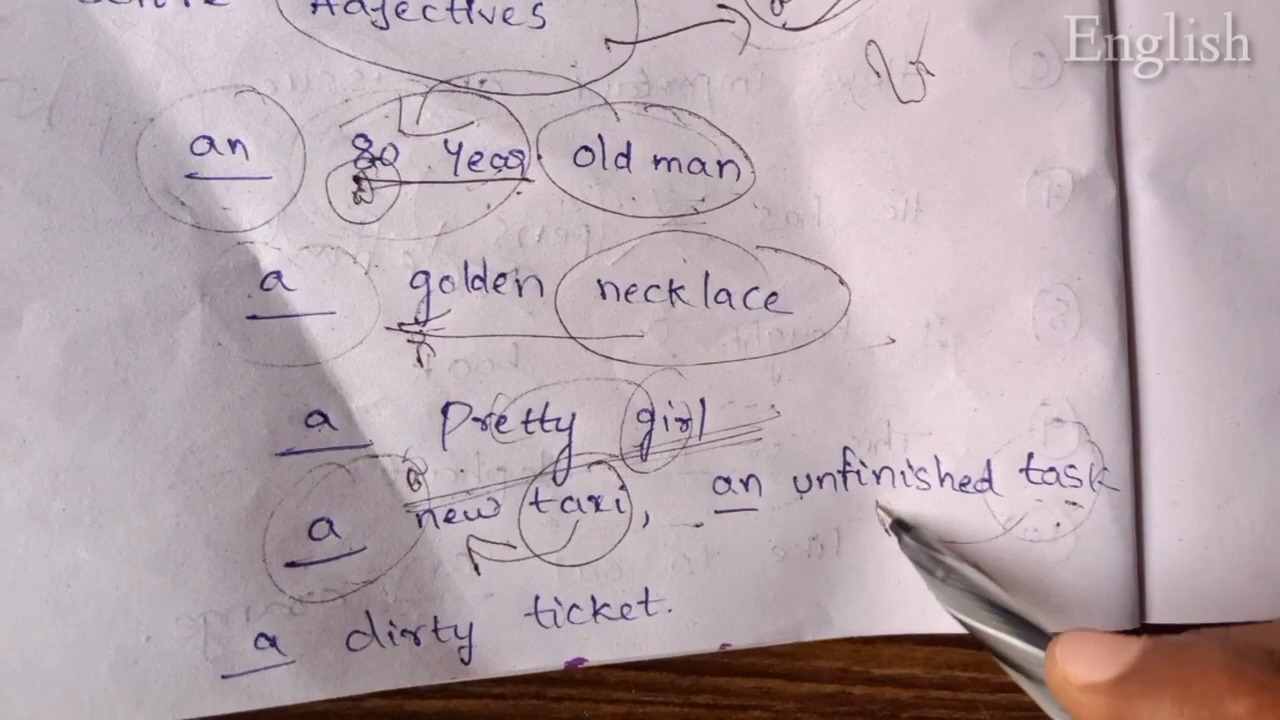 English
Adjectives
an 80 Year old man
a golden necklace
a pretty girl
a new taxi, an unfinished task
a dirty ticket.